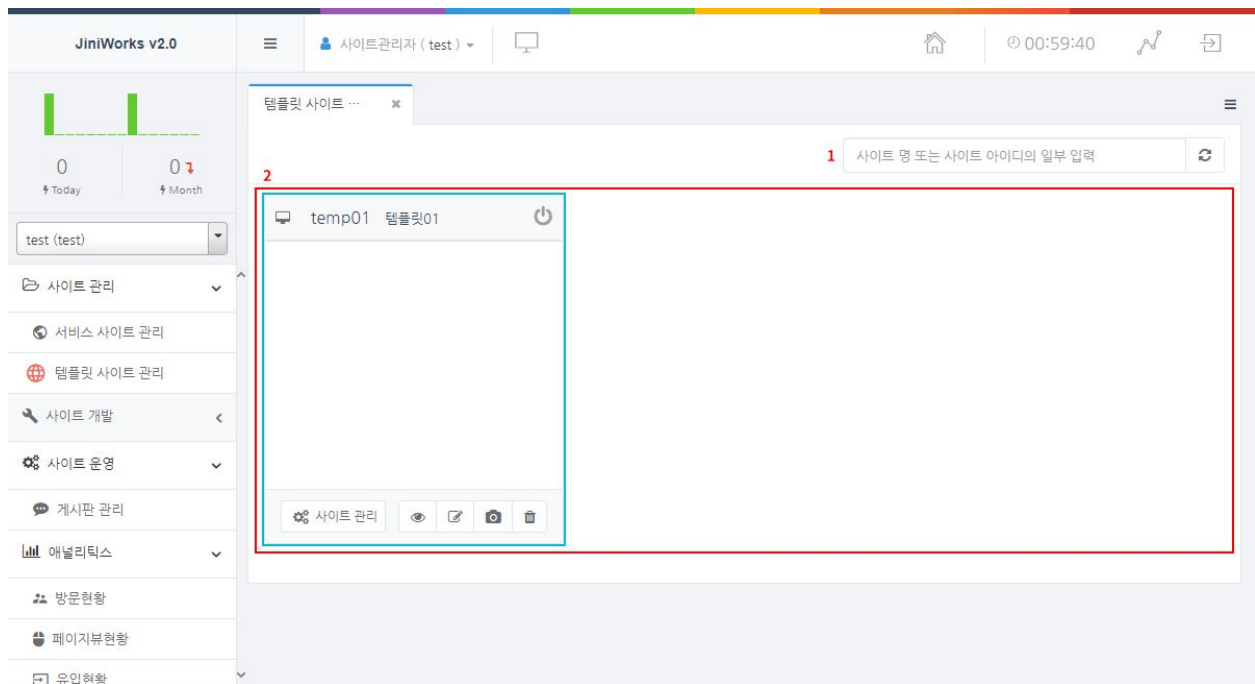 JiniWorks v2.0
사이트관리자 ( test )
00:59:40
템플릿 사이트 ...
0
0
Today
Month
1
사이트 명 또는 사이트 아이디의 일부 입력
2
test (test)
temp01 템플릿01
사이트 관리
서비스 사이트 관리
템플릿 사이트 관리
사이트 개발
사이트 운영
게시판 관리
사이트 관리
애널리틱스
방문현황
페이지뷰현황
유입현황